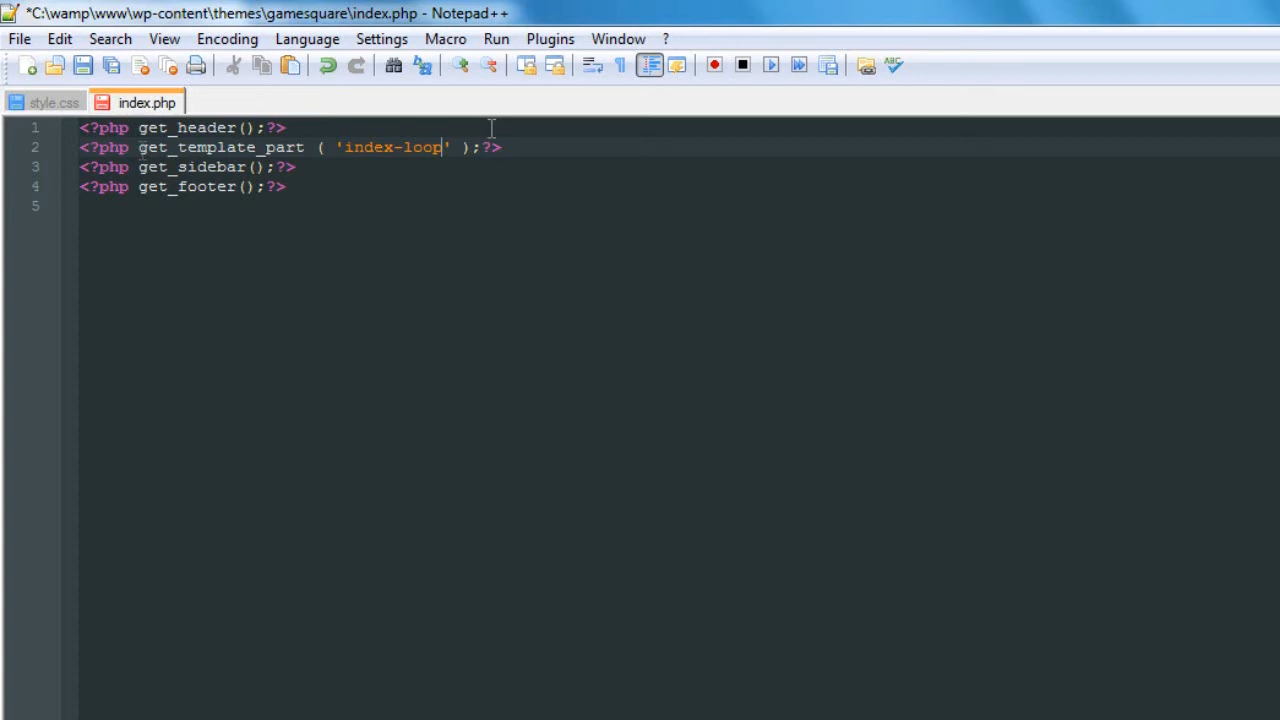 *C:\wamp\www\wp-content\themes\gamesquare\index.php - Notepad++
File Edit Search View Encoding Language Settings Macro Run Plugins Window ?
style.css index.php
1 <?php get_header();?>
2 <?php get_template_part ( 'index-loop' );?>
3 <?php get_sidebar();?>
4 <?php get_footer();?>
5